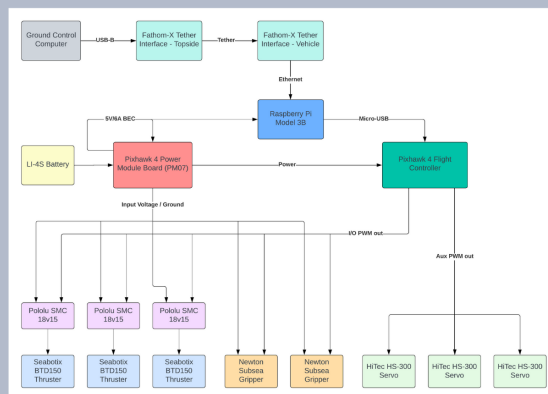 Ground Control
Computer
USB-B
Fathom-X Tether
Interface - Topside
Tether
Fathom-X Tether
Interface - Vehicle
Ethernet
5V/6A BEC
Raspberry Pi
Model 3B
Micro-USB
LI-4S Battery
Pixhawk 4 Power
Module Board (PM07)
Power
Pixhawk 4 Flight
Controller
Input Voltage / Ground
I/O PWM out
Aux PWM out
Pololu SMC
18v15
Pololu SMC
18v15
Pololu SMC
18v15
Seabotix
BTD150
Thruster
Seabotix
BTD150
Thruster
Seabotix
BTD150
Thruster
Newton
Subsea
Gripper
Newton
Subsea
Gripper
HiTec HS-300
Servo
HiTec HS-300
Servo
HiTec HS-300
Servo